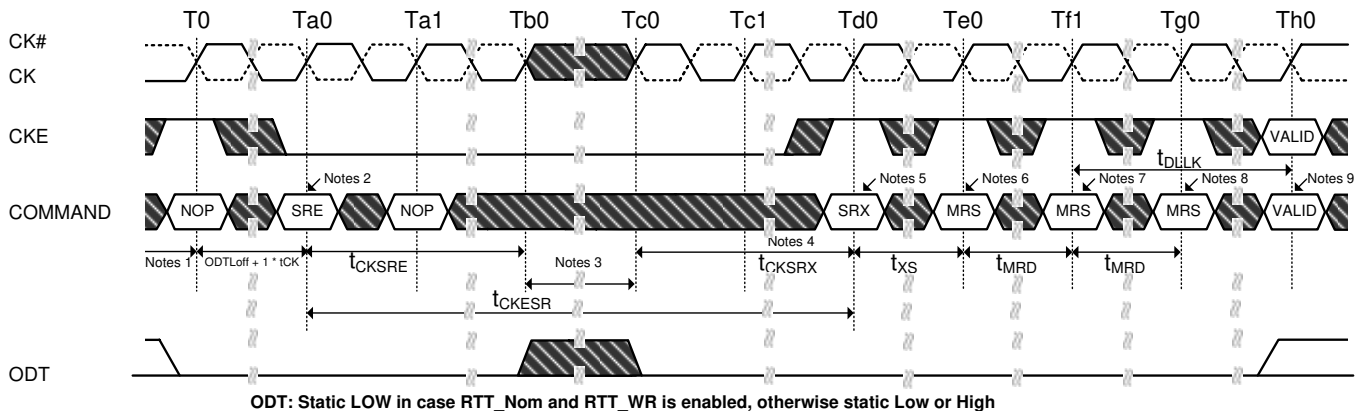 T0 Ta0 Ta1 Tb0 Tc0 Tc1 Td0 Te0 Tf1 Tg0 Th0
CK#
CK
CKE
VALID
tDLLK
Notes 2 Notes 5 Notes 6 Notes 7 Notes 8 Notes 9
COMMAND NOP SRE NOP SRX MRS MRS MRS VALID
Notes 1 ODTLoff + 1 * tCK tCKSRE Notes 3 Notes 4 tCKSRX tXS tMRD tMRD
tCKESR
ODT
ODT: Static LOW in case RTT_Nom and RTT_WR is enabled, otherwise static Low or High